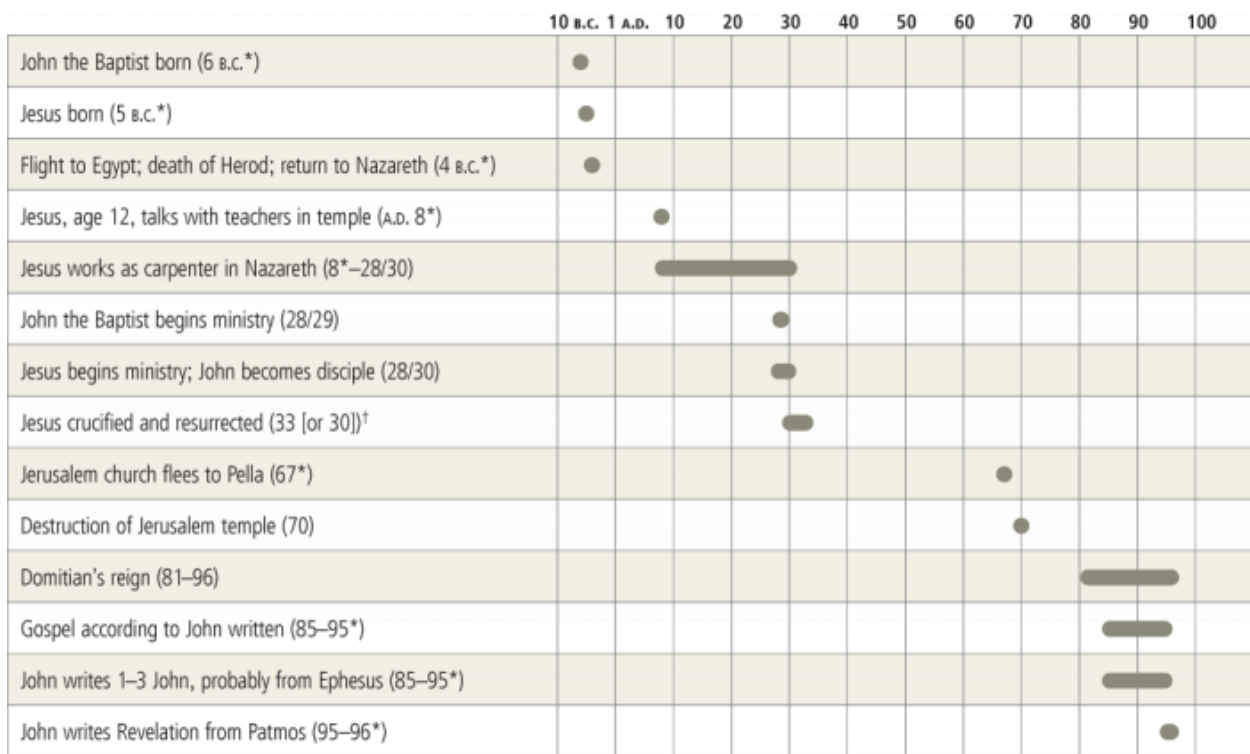 10 B.C. 1 A.D. 10 20 30 40 50 60 70 80 90 100
John the Baptist born (6 B.C.*)
Jesus born (5 B.C.*)
Flight to Egypt; death of Herod; return to Nazareth (4 B.C.*)
Jesus, age 12, talks with teachers in temple (A.D. 8*)
Jesus works as carpenter in Nazareth (8*–28/30)
John the Baptist begins ministry (28/29)
Jesus begins ministry; John becomes disciple (28/30)
Jesus crucified and resurrected (33 [or 30])†
Jerusalem church flees to Pella (67*)
Destruction of Jerusalem temple (70)
Domitian’s reign (81–96)
Gospel according to John written (85–95*)
John writes 1–3 John, probably from Ephesus (85–95*)
John writes Revelation from Patmos (95–96*)